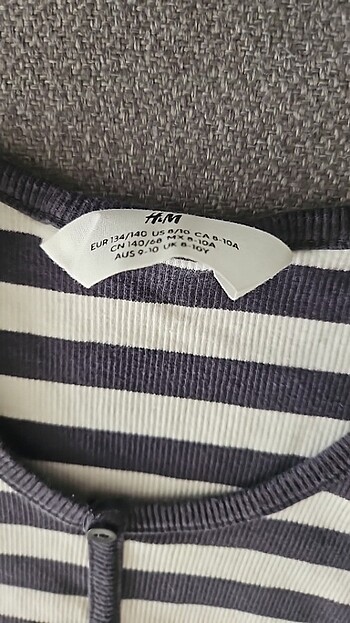 H&M
EUR 134/140 US 8/10 CA 8-10A
CN 140/68 MX 8-10A
AUS 9-10 UK 8-10Y